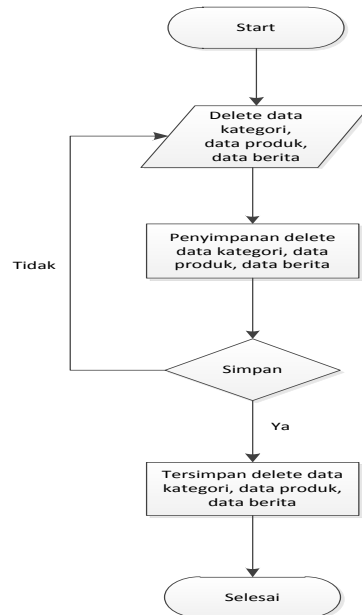 Start
Delete data
kategori,
data produk,
data berita
Penyimpanan delete
data kategori, data
produk, data berita
Tidak
Simpan
Ya
Tersimpan delete data
kategori, data produk,
data berita
Selesai